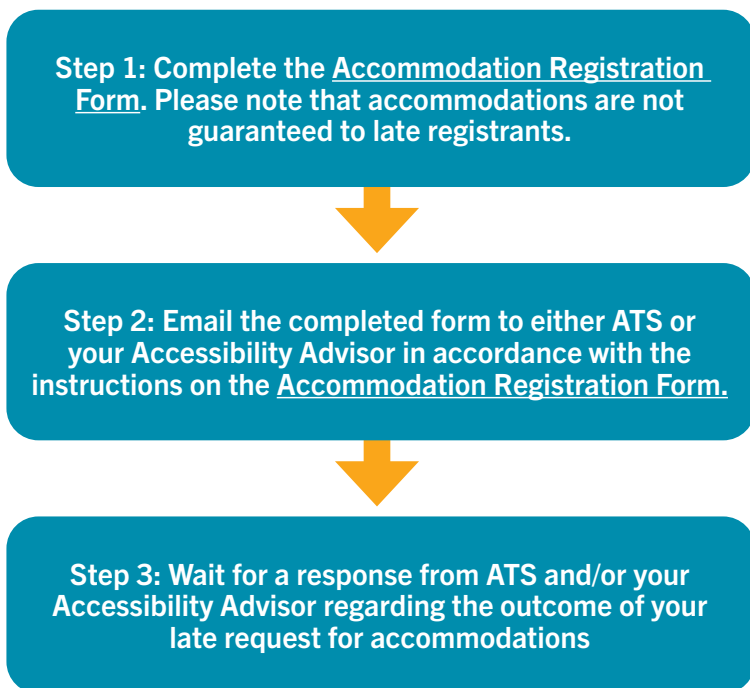 Step 1: Complete the Accommodation Registration
Form. Please note that accommodations are not
guaranteed to late registrants.
Step 2: Email the completed form to either ATS or
your Accessibility Advisor in accordance with the
instructions on the Accommodation Registration Form.
Step 3: Wait for a response from ATS and/or your
Accessibility Advisor regarding the outcome of your
late request for accommodations